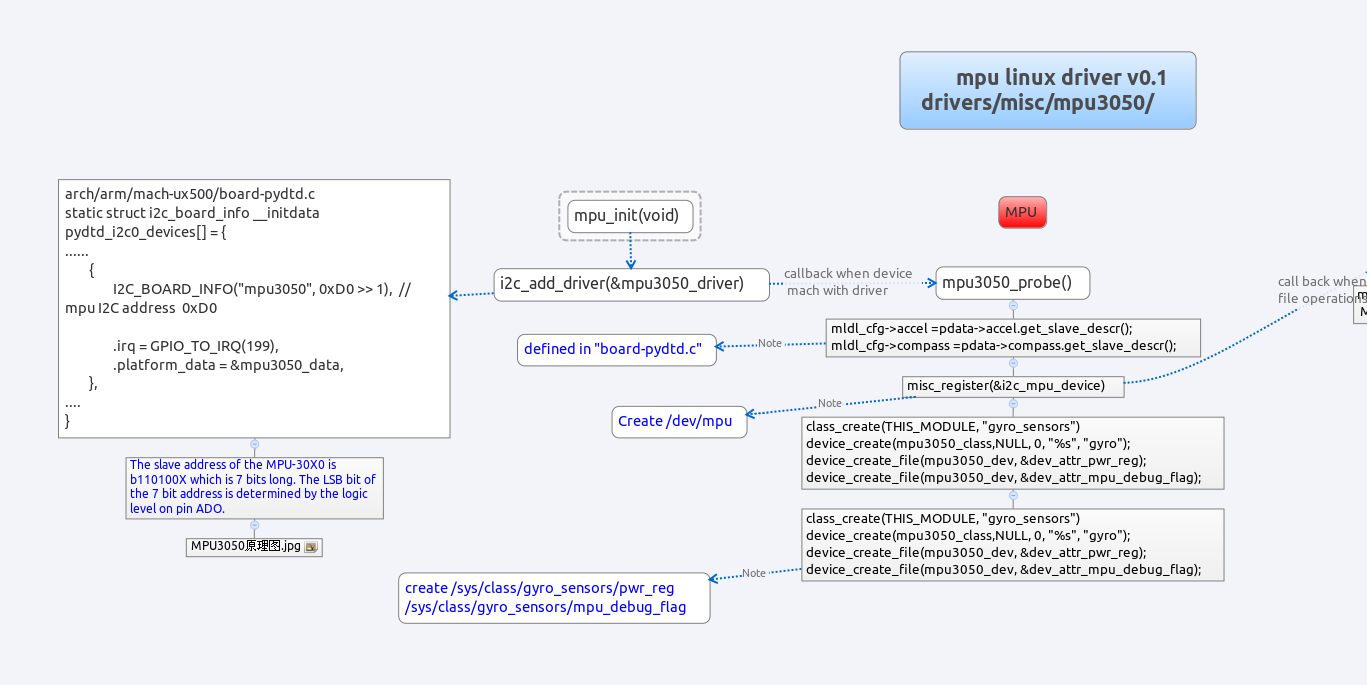 mpu linux driver v0.1
drivers/misc/mpu3050/
arch/arm/mach-ux500/board-pydtd.c
static struct i2c_board_info __initdata
pydtd_i2c0_devices[] = {
......
{
I2C_BOARD_INFO("mpu3050", 0xD0 >> 1),  //
mpu I2C address  0xD0
.irq = GPIO_TO_IRQ(199),
.platform_data = &mpu3050_data,
},
....
}
The slave address of the MPU-30X0 is
b110100X which is 7 bits long. The LSB bit of
the 7 bit address is determined by the logic
level on pin ADO.
MPU3050原理图.jpg
mpu_init(void)
i2c_add_driver(&mpu3050_driver)
callback when device
mach with driver
MPU
mpu3050_probe()
mldl_cfg->accel =pdata->accel.get_slave_descr();
mldl_cfg->compass =pdata->compass.get_slave_descr();
Note
defined in "board-pydtd.c"
misc_register(&i2c_mpu_device)
Note
Create /dev/mpu
call back when
file operations
class_create(THIS_MODULE, "gyro_sensors")
device_create(mpu3050_class,NULL, 0, "%s", "gyro");
device_create_file(mpu3050_dev, &dev_attr_pwr_reg);
device_create_file(mpu3050_dev, &dev_attr_mpu_debug_flag);
class_create(THIS_MODULE, "gyro_sensors")
device_create(mpu3050_class,NULL, 0, "%s", "gyro");
device_create_file(mpu3050_dev, &dev_attr_pwr_reg);
device_create_file(mpu3050_dev, &dev_attr_mpu_debug_flag);
Note
create /sys/class/gyro_sensors/pwr_reg
/sys/class/gyro_sensors/mpu_debug_flag